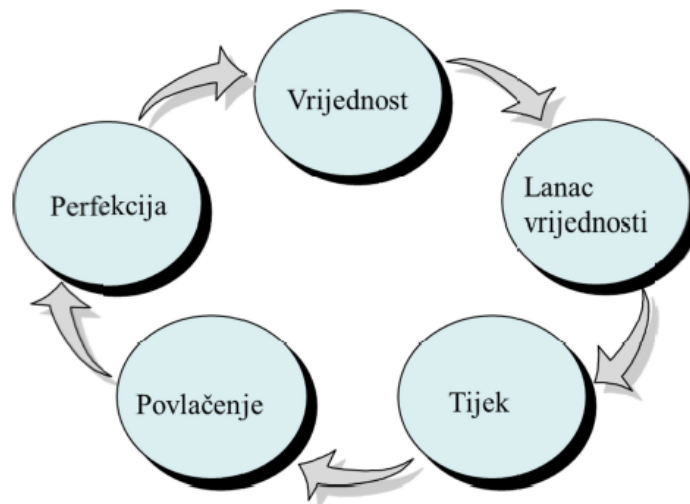 Vrijednost
Lanac
vrijednosti
Tijek
Povlačenje
Perfekcija